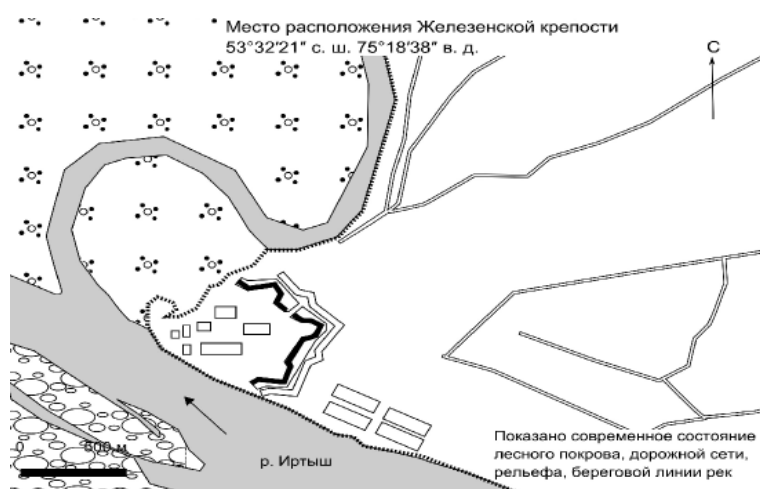 Место расположения Железенской крепости
53°32′21″ с. ш. 75°18′38″ в. д.
С
0 500 м
р. Иртыш
Показано современное состояние
лесного покрова, дорожной сети,
рельефа, береговой линии рек